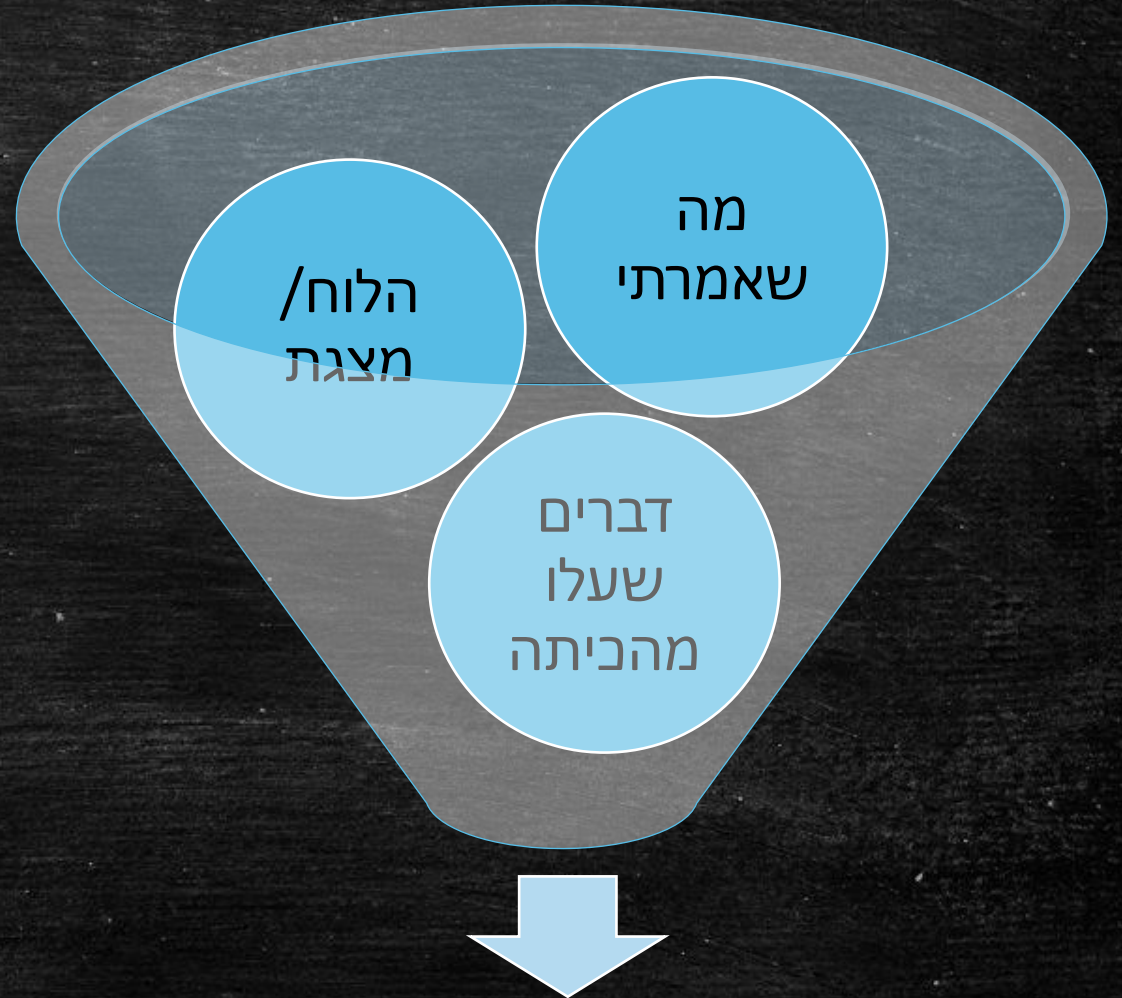 מה
שאמרתי
הלוח/
מצגת
דברים
שעלו
מהכיתה